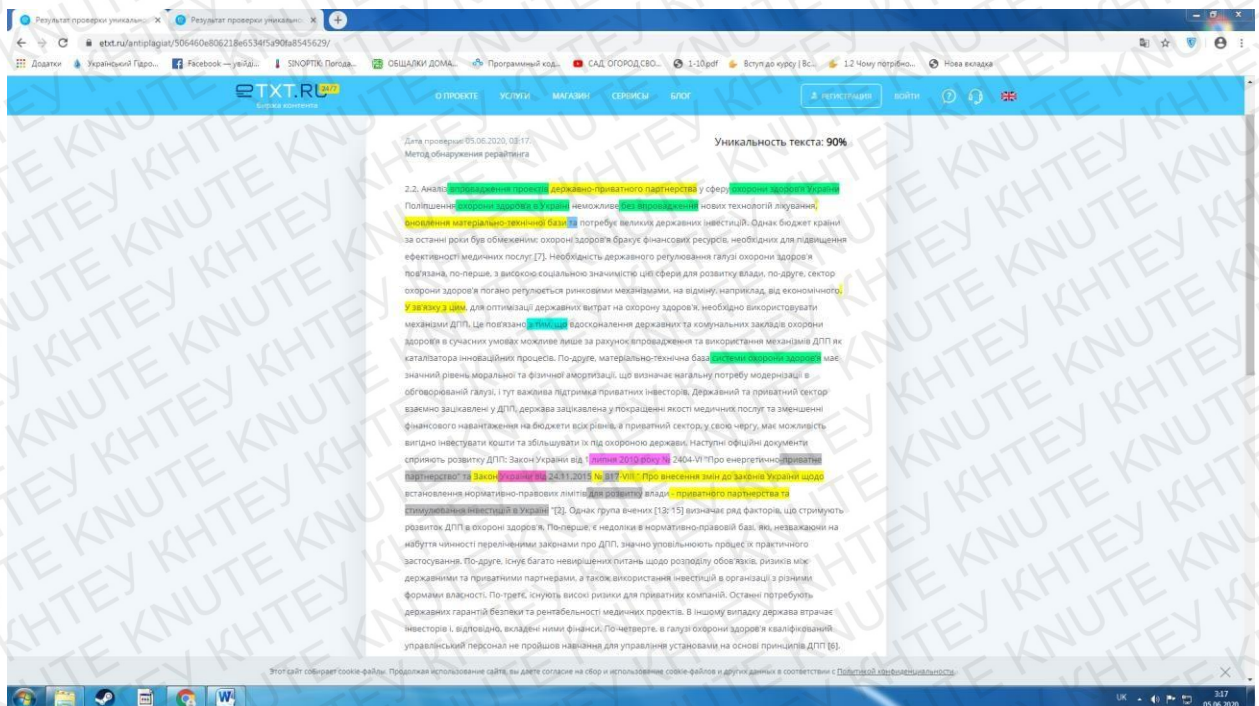 Результат проверки уникально... × Результат проверки уникально... ×
etxt.ru/antiplagiat/506460e806218e6534f5a90fa8545629/
Додатки Український Гідро... Facebook — увійді... SINOPTIK: Погода... ОБЩАЛКИ ДОМА... Программный код... САД, ОГОРОД,СВО... 1-10.pdf Вступ до курсу | Вс... 1.2 Чому потрібно... Нова вкладка
ETXT.RU 24/7
Биржа контента
О ПРОЕКТЕ УСЛУГИ МАГАЗИН СЕРВИСЫ БЛОГ РЕГИСТРАЦИЯ ВОЙТИ
Дата проверки: 05.06.2020, 03:17.
Уникальность текста: 90%
Метод обнаружения рерайтинга
2.2. Аналіз впровадження проектів державно-приватного партнерства у сферу охорони здоров'я України
Поліпшення охорони здоров'я в Україні неможливе без впровадження нових технологій лікування,
оновлення матеріально-технічної бази та потребує великих державних інвестицій. Однак бюджет країни
за останні роки був обмеженим: охороні здоров'я бракує фінансових ресурсів, необхідних для підвищення
ефективності медичних послуг [7]. Необхідність державного регулювання галузі охорони здоров'я
пов'язана, по-перше, з високою соціальною значимістю цієї сфери для розвитку влади, по-друге, сектор
охорони здоров'я погано регулюється ринковими механізмами, на відміну, наприклад, від економічного.
У зв'язку з цим, для оптимізації державних витрат на охорону здоров'я, необхідно використовувати
механізми ДПП. Це пов'язано з тим, що вдосконалення державних та комунальних закладів охорони
здоров'я в сучасних умовах можливе лише за рахунок впровадження та використання механізмів ДПП як
каталізатора інноваційних процесів. По-друге, матеріально-технічна база системи охорони здоров'я має
значний рівень моральної та фізичної амортизації, що визначає нагальну потребу модернізації в
обговорюваній галузі, і тут важлива підтримка приватних інвесторів. Державний та приватний сектор
взаємно зацікавлені у ДПП, держава зацікавлена у покращенні якості медичних послуг та зменшенні
фінансового навантаження на бюджети всіх рівнів, а приватний сектор, у свою чергу, має можливість
вигідно інвестувати кошти та збільшувати їх під охороною держави. Наступні офіційні документи
сприяють розвитку ДПП: Закон України від 1 липня 2010 року № 2404-VI "Про енергетично-приватне
партнерство" та Закон України від 24.11.2015 № 817-VIII " Про внесення змін до законів України щодо
встановлення нормативно-правових лімітів для розвитку влади - приватного партнерства та
стимулювання інвестицій в Україні "[2]. Однак група вчених [13; 15] визначає ряд факторів, що стримують
розвиток ДПП в охороні здоров'я. По-перше, є недоліки в нормативно-правовій базі, які, незважаючи на
набуття чинності переліченими законами про ДПП, значно уповільнюють процес їх практичного
застосування. По-друге, існує багато невирішених питань щодо розподілу обов'язків, ризиків між
державними та приватними партнерами, а також використання інвестицій в організації з різними
формами власності. По-третє, існують високі ризики для приватних компаній. Останні потребують
державних гарантій безпеки та рентабельності медичних проектів. В іншому випадку держава втрачає
інвесторів і, відповідно, вкладені ними фінанси. По-четверте, в галузі охорони здоров'я кваліфікований
управлінський персонал не пройшов навчання для управління установами на основі принципів ДПП [6].
Этот сайт собирает cookie-файлы. Продолжая использование сайта, вы даете согласие на сбор и использование cookie-файлов и других данных в соответствии с Политикой конфиденциальности.
UK 3:17
05.06.2020